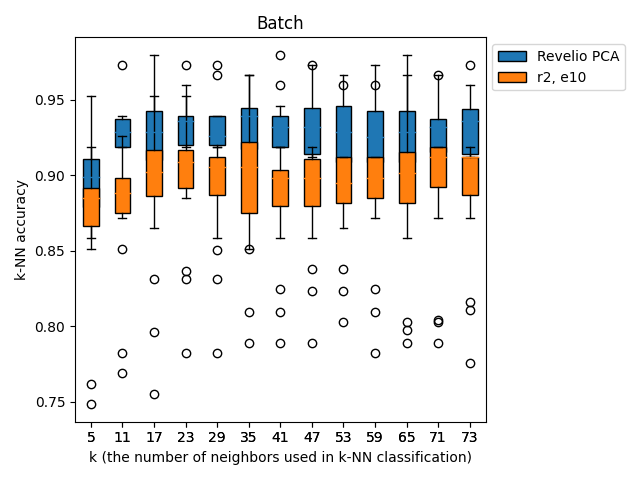 Batch
Revelio PCA
r2, e10
0.95
0.90
0.85
0.80
0.75
k-NN accuracy
5 11 17 23 29 35 41 47 53 59 65 71 73
k (the number of neighbors used in k-NN classification)